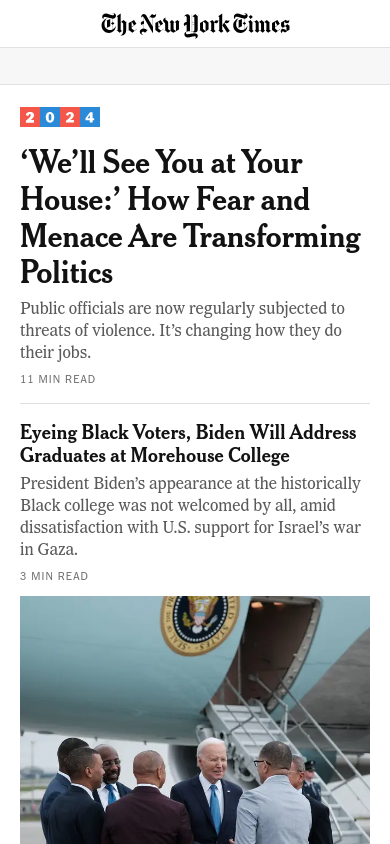 The New York Times
2024
‘We’ll See You at Your
House:’ How Fear and
Menace Are Transforming
Politics
Public officials are now regularly subjected to
threats of violence. It’s changing how they do
their jobs.
11 MIN READ
Eyeing Black Voters, Biden Will Address
Graduates at Morehouse College
President Biden’s appearance at the historically
Black college was not welcomed by all, amid
dissatisfaction with U.S. support for Israel’s war
in Gaza.
3 MIN READ